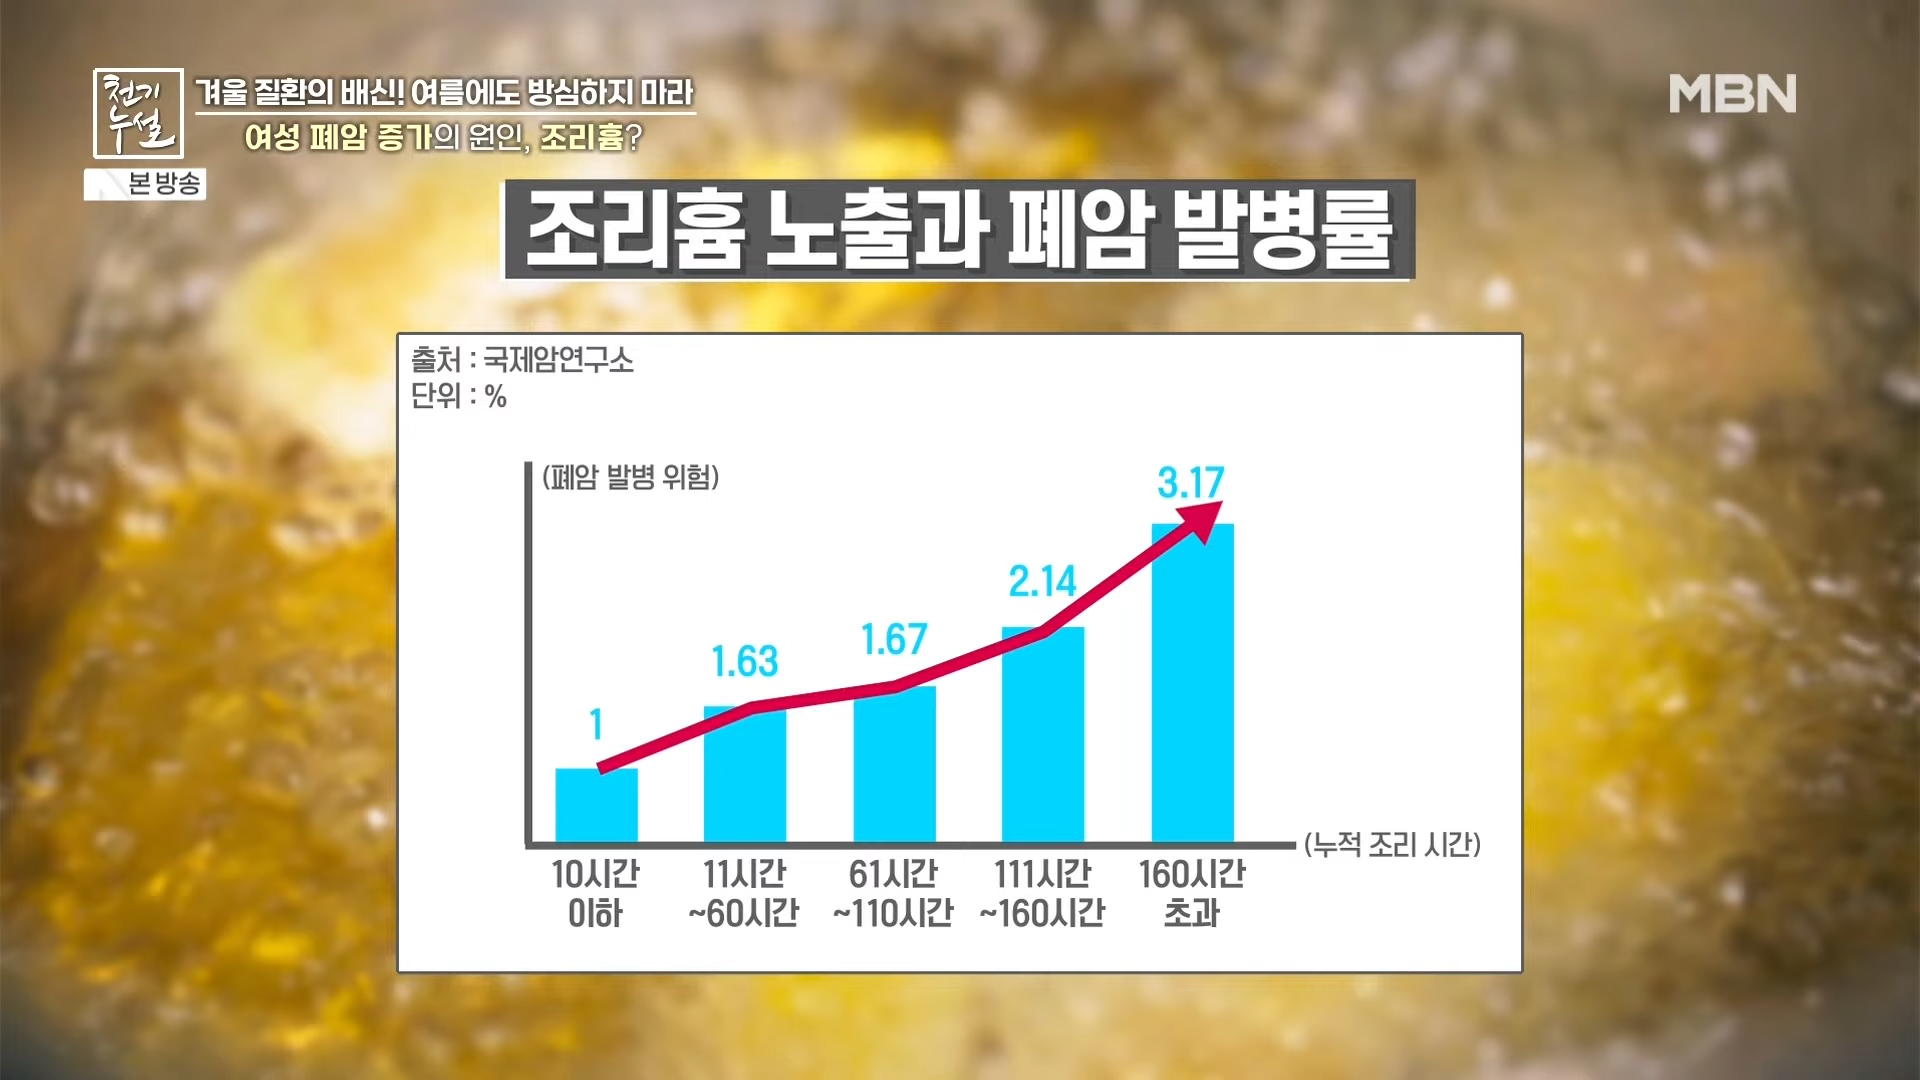 천기
누설
겨울 질환의 배신! 여름에도 방심하지 마라
여성 폐암 증가의 원인, 조리흄?
본 방송
MBN
조리흄 노출과 폐암 발병률
출처 : 국제암연구소
단위 : %
(폐암 발병 위험)
1
1.63
1.67
2.14
3.17
(누적 조리 시간)
10시간
이하
11시간
~60시간
61시간
~110시간
111시간
~160시간
160시간
초과